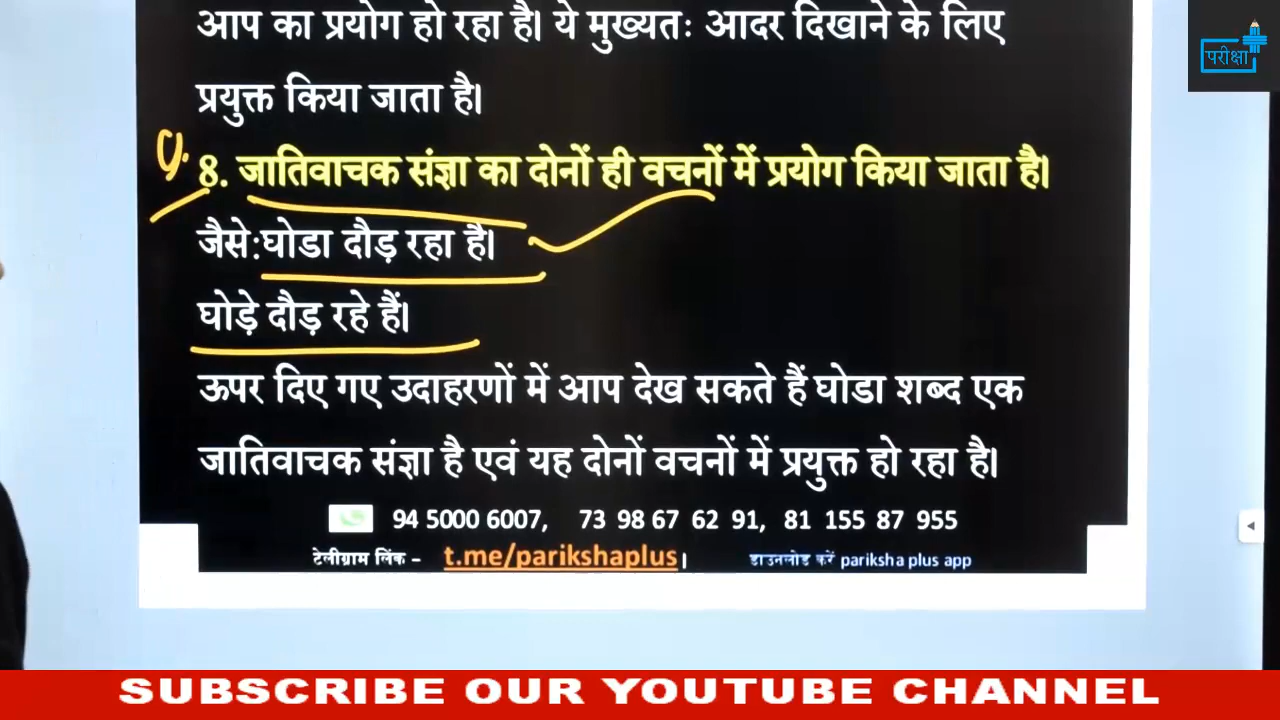 आप का प्रयोग हो रहा है। ये मुख्यतः आदर दिखाने के लिए
परीक्षा
प्रयुक्त किया जाता है।
8. जातिवाचक संज्ञा का दोनों ही वचनों में प्रयोग किया जाता है।
जैसे:घोडा दौड़ रहा है।
घोड़े दौड़ रहे हैं।
ऊपर दिए गए उदाहरणों में आप देख सकते हैं घोडा शब्द एक
जातिवाचक संज्ञा है एवं यह दोनों वचनों में प्रयुक्त हो रहा है।
94 5000 6007, 73 98 67 62 91, 81 155 87 955
टेलीग्राम लिंक – t.me/parikshaplus। डाउनलोड करें pariksha plus app
SUBSCRIBE OUR YOUTUBE CHANNEL